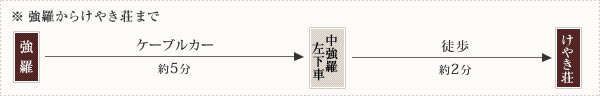 ※ 強羅からけやき荘まで
強羅
ケーブルカー
約5分
中強羅
左下車
徒歩
約2分
けやき荘